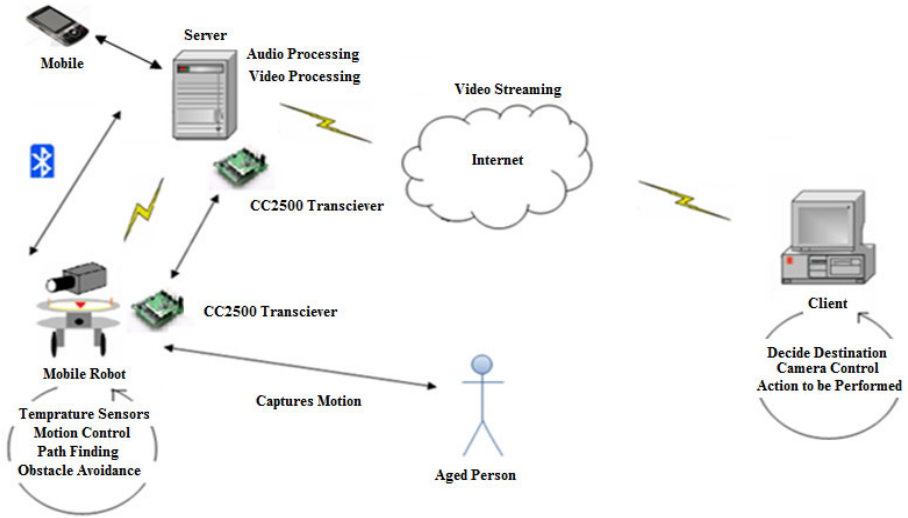 Server
Audio Processing
Video Processing
Mobile
Video Streaming
Internet
CC2500 Transciever
CC2500 Transciever
Client
Mobile Robot
Decide Destination
Camera Control
Action to be Performed
Captures Motion
Temprature Sensors
Motion Control
Path Finding
Obstacle Avoidance
Aged Person